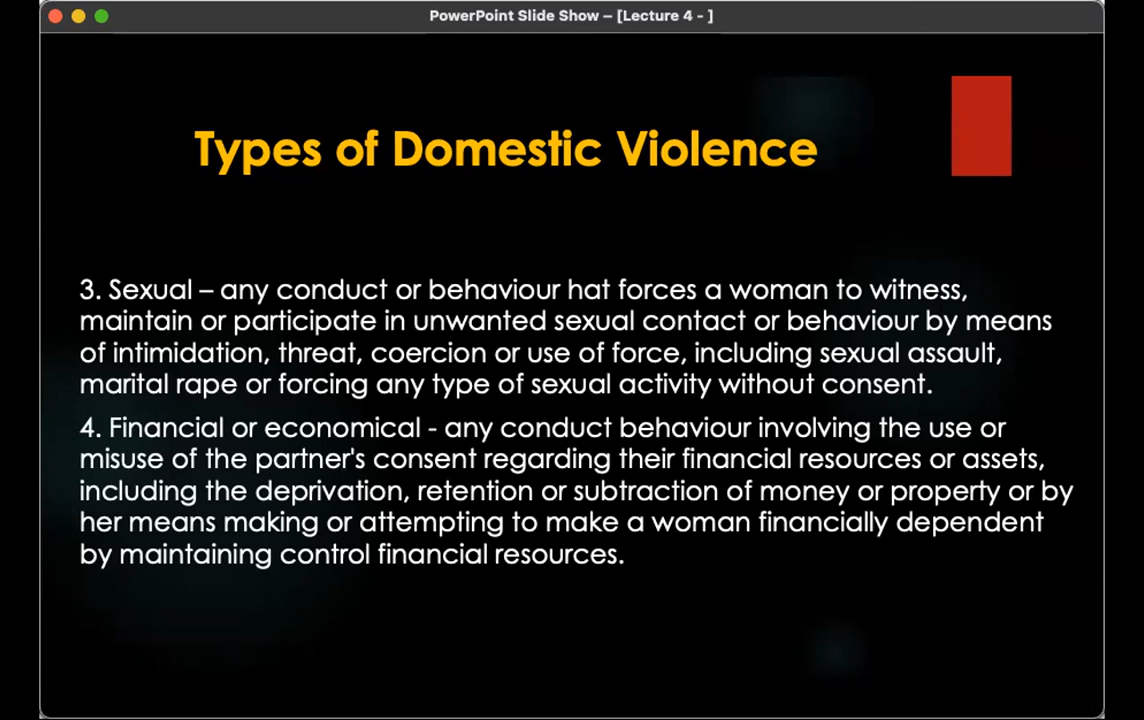 PowerPoint Slide Show – [Lecture 4 - ]
Types of Domestic Violence
3. Sexual – any conduct or behaviour hat forces a woman to witness,
maintain or participate in unwanted sexual contact or behaviour by means
of intimidation, threat, coercion or use of force, including sexual assault,
marital rape or forcing any type of sexual activity without consent.
4. Financial or economical - any conduct behaviour involving the use or
misuse of the partner's consent regarding their financial resources or assets,
including the deprivation, retention or subtraction of money or property or by
her means making or attempting to make a woman financially dependent
by maintaining control financial resources.